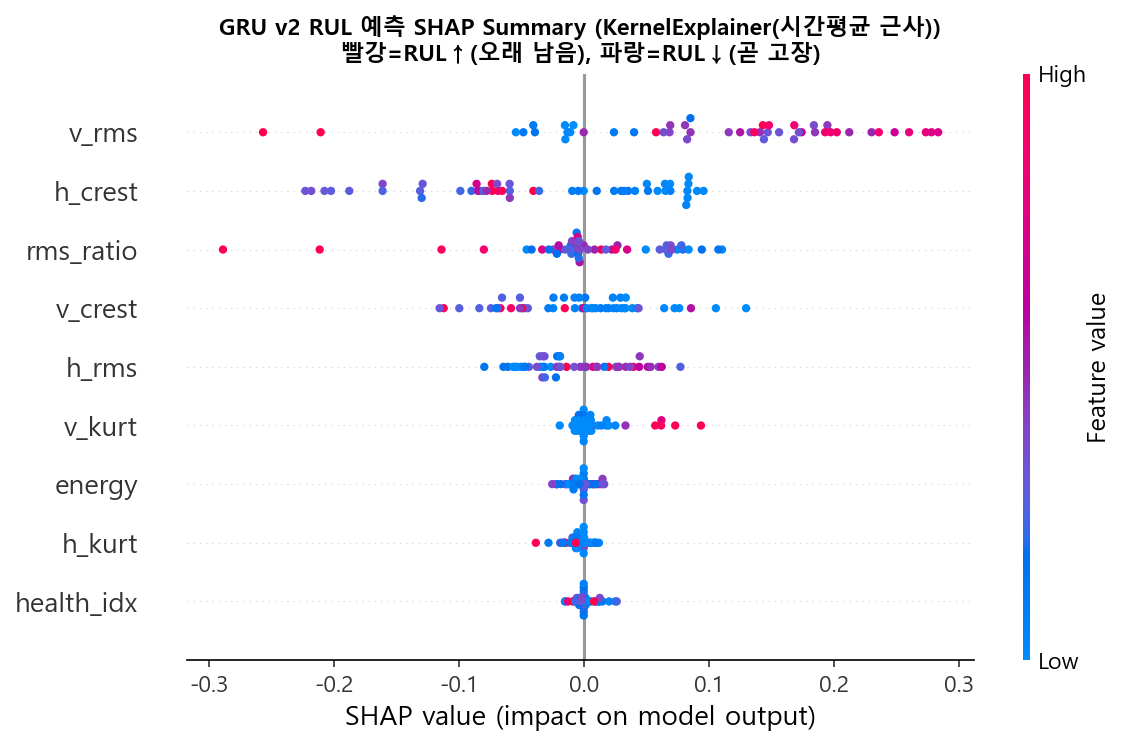 GRU v2 RUL 예측 SHAP Summary (KernelExplainer(시간평균 근사))
빨강=RUL↑(오래 남음), 파랑=RUL↓(곧 고장)
High
v_rms
h_crest
rms_ratio
v_crest
h_rms
v_kurt
energy
h_kurt
health_idx
Feature value
Low
-0.3 -0.2 -0.1 0.0 0.1 0.2 0.3
SHAP value (impact on model output)